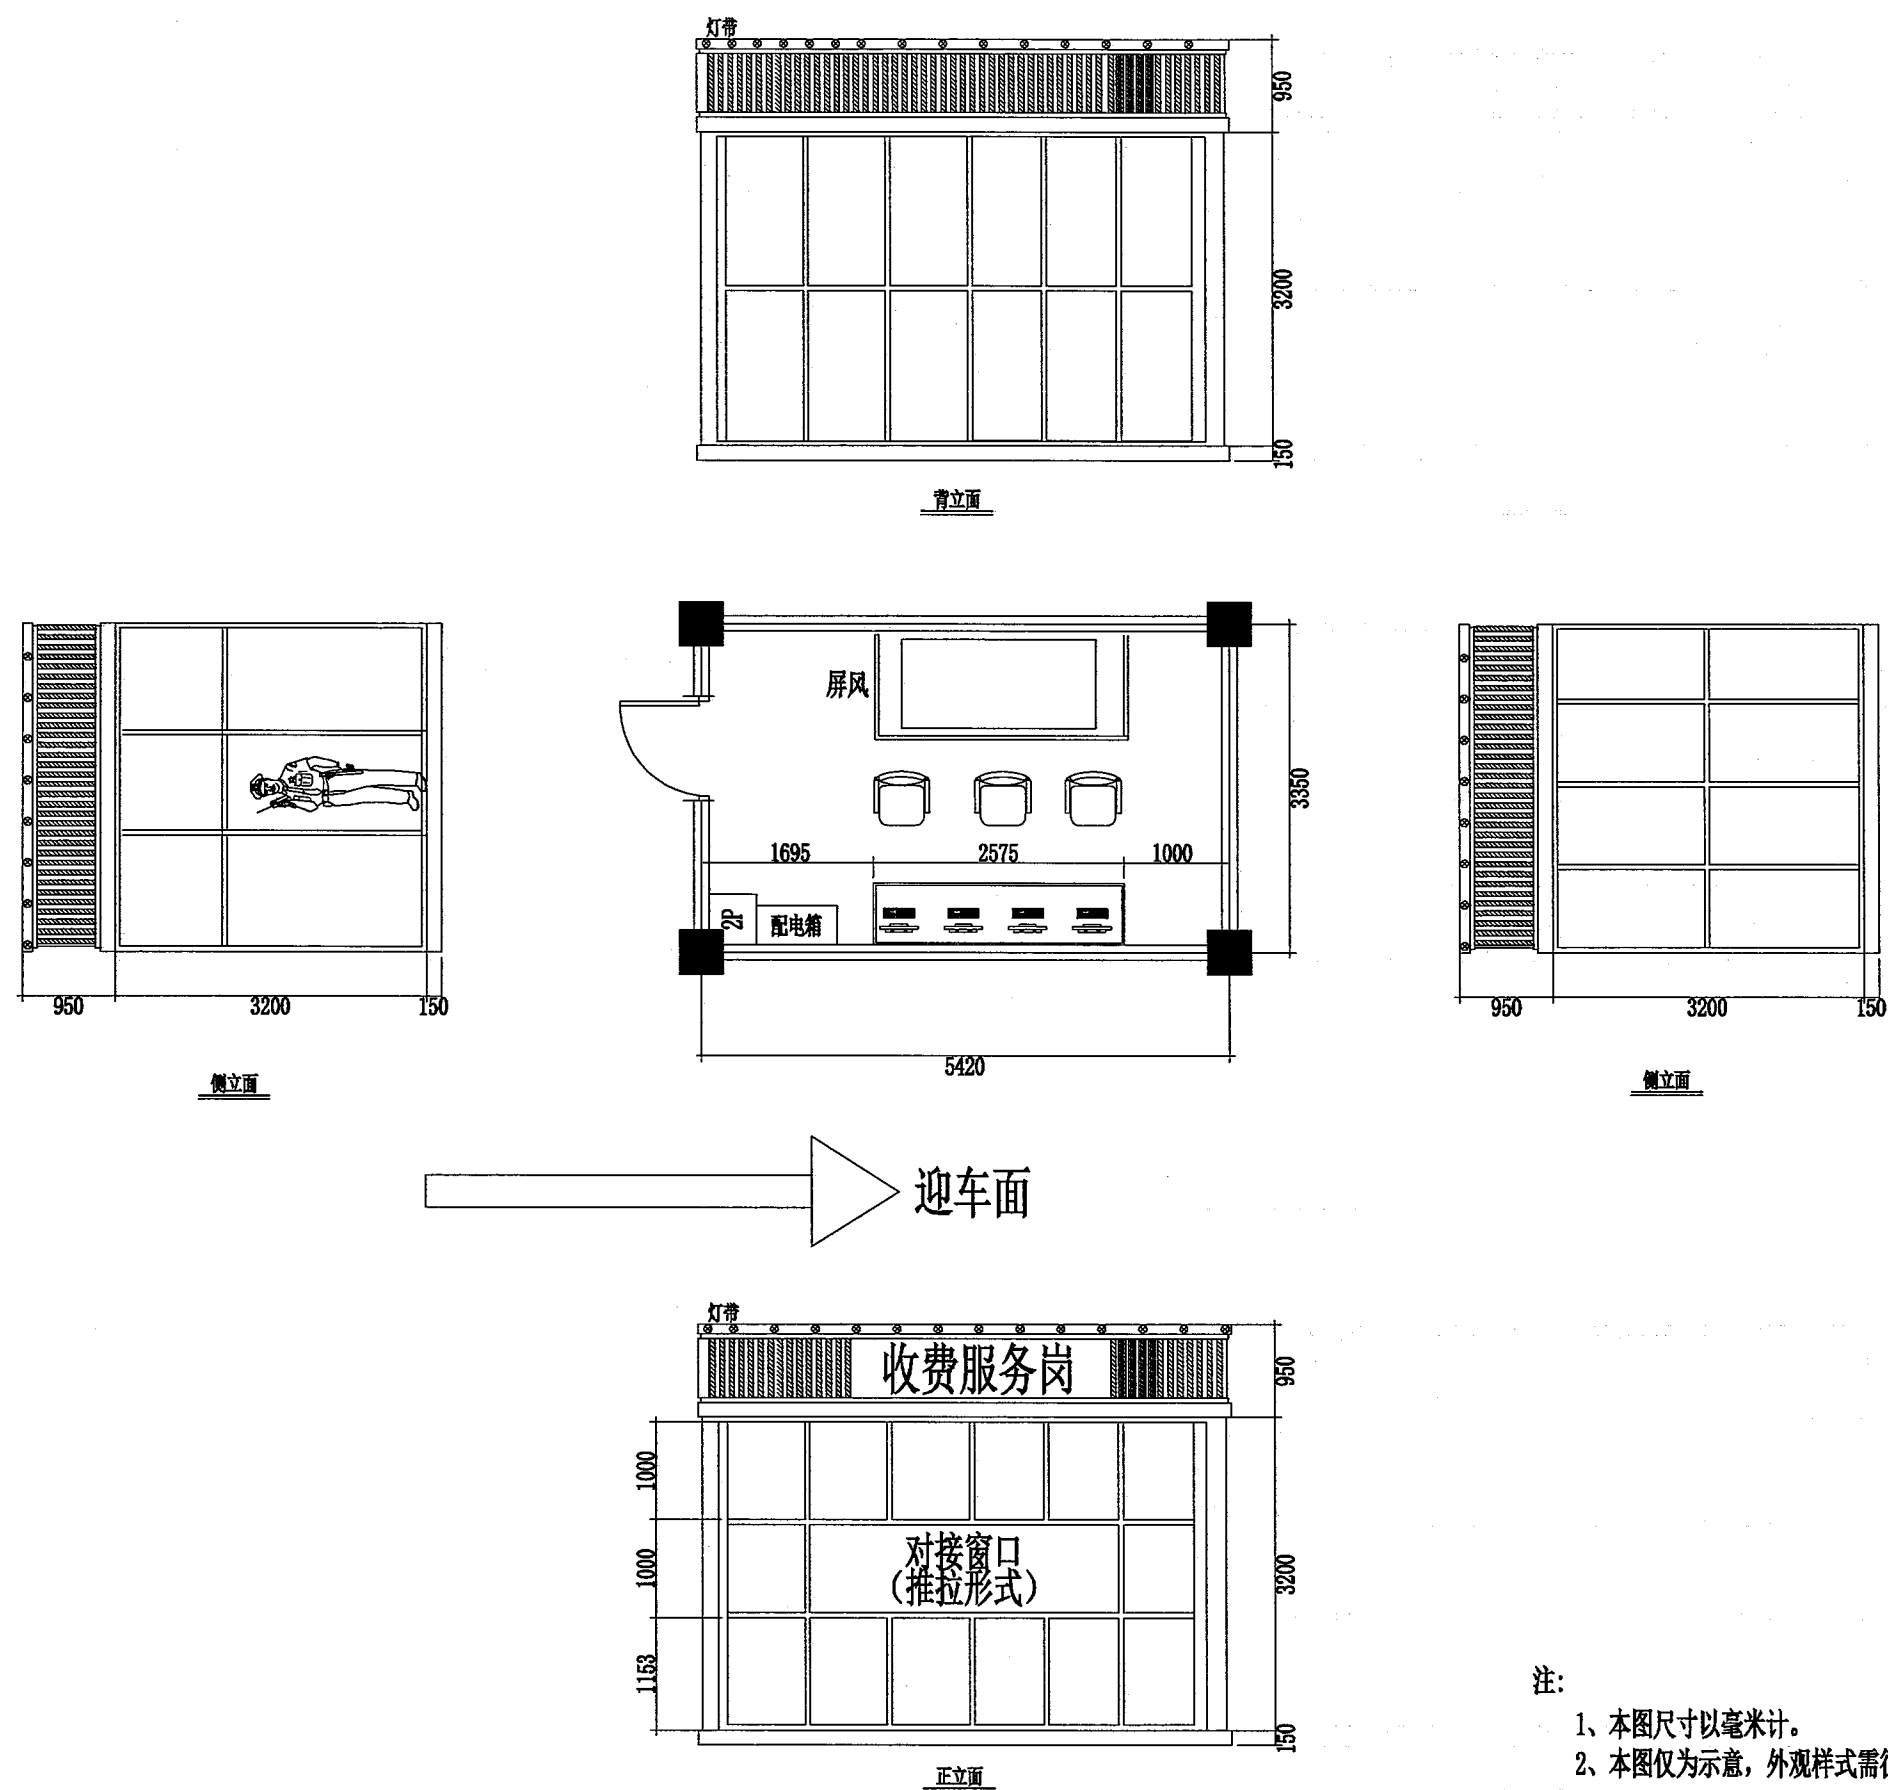 灯带
950
3200
150
背立面
屏风
3350
1695
2575
1000
2P
配电箱
950
3200
150
950
3200
150
5420
侧立面
侧立面
迎车面
灯带
收费服务岗
950
1000
1000
1153
对接窗口
(推拉形式)
3200
150
正立面
注:
1、本图尺寸以毫米计。
2、本图仅为示意，外观样式需